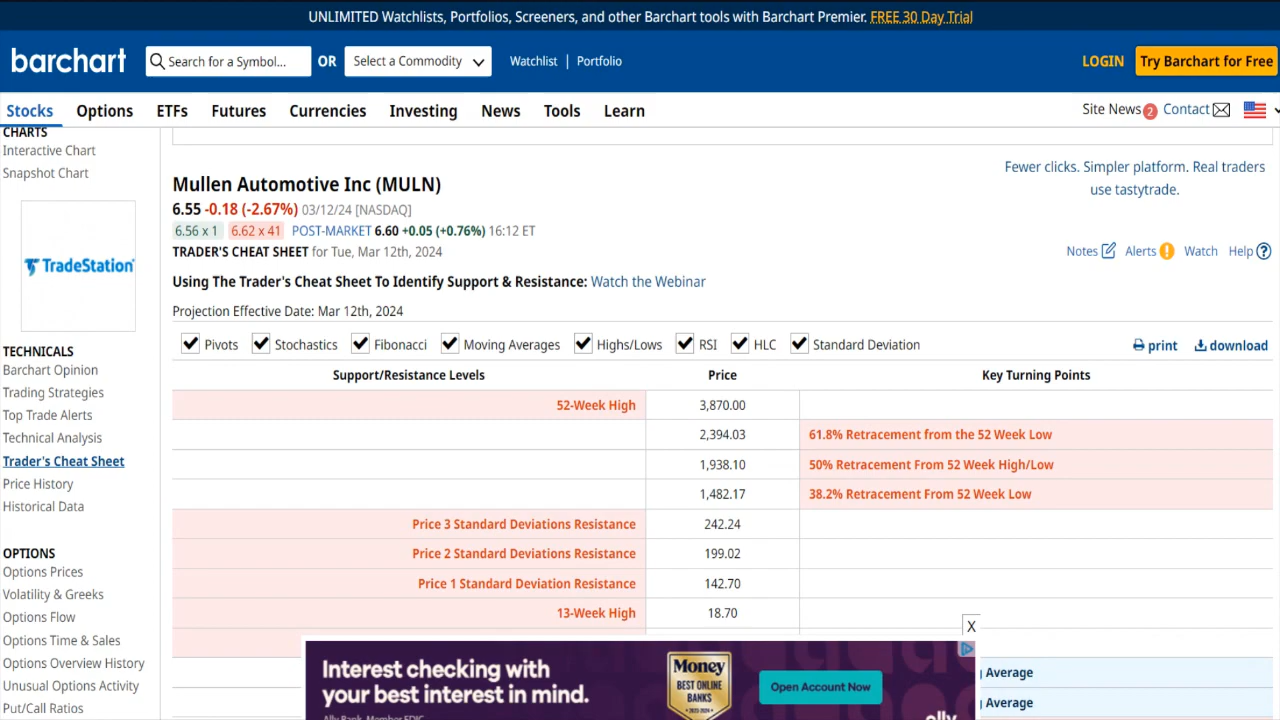 UNLIMITED Watchlists, Portfolios, Screeners, and other Barchart tools with Barchart Premier. FREE 30 Day Trial
barchart
Search for a Symbol...
OR
Select a Commodity
Watchlist | Portfolio
LOGIN
Try Barchart for Free
Stocks Options ETFs Futures Currencies Investing News Tools Learn
Site News 2 Contact
CHARTS
Interactive Chart
Snapshot Chart
TradeStation
TECHNICALS
Barchart Opinion
Trading Strategies
Top Trade Alerts
Technical Analysis
Trader's Cheat Sheet
Price History
Historical Data
OPTIONS
Options Prices
Volatility & Greeks
Options Flow
Options Time & Sales
Options Overview History
Unusual Options Activity
Put/Call Ratios
Fewer clicks. Simpler platform. Real traders
use tastytrade.
Mullen Automotive Inc (MULN)
6.55 -0.18 (-2.67%) 03/12/24 [NASDAQ]
6.56 x 1 6.62 x 41 POST-MARKET 6.60 +0.05 (+0.76%) 16:12 ET
TRADER'S CHEAT SHEET for Tue, Mar 12th, 2024
Notes Alerts ! Watch Help ?
Using The Trader's Cheat Sheet To Identify Support & Resistance: Watch the Webinar
Projection Effective Date: Mar 12th, 2024
Pivots Stochastics Fibonacci Moving Averages Highs/Lows RSI HLC Standard Deviation
print download
Support/Resistance Levels Price Key Turning Points
52-Week High 3,870.00
2,394.03 61.8% Retracement from the 52 Week Low
1,938.10 50% Retracement From 52 Week High/Low
1,482.17 38.2% Retracement From 52 Week Low
Price 3 Standard Deviations Resistance 242.24
Price 2 Standard Deviations Resistance 199.02
Price 1 Standard Deviation Resistance 142.70
13-Week High 18.70
X
Average
Average
Interest checking with
your best interest in mind.
Ally Bank, Member FDIC
Money
BEST ONLINE
BANKS
Open Account Now
ally